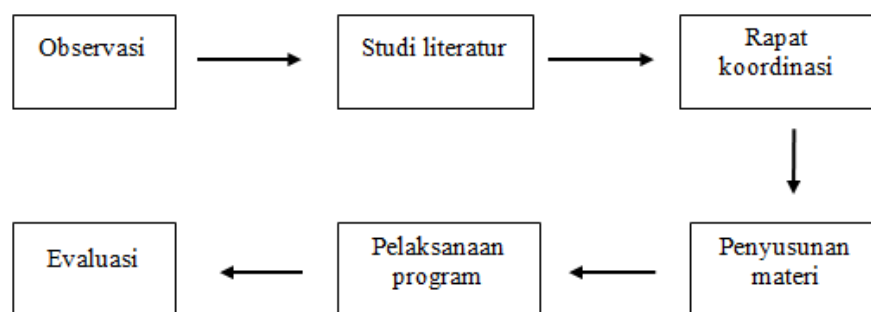 Observasi
Studi literatur
Rapat
koordinasi
Penyusunan
materi
Pelaksanaan
program
Evaluasi